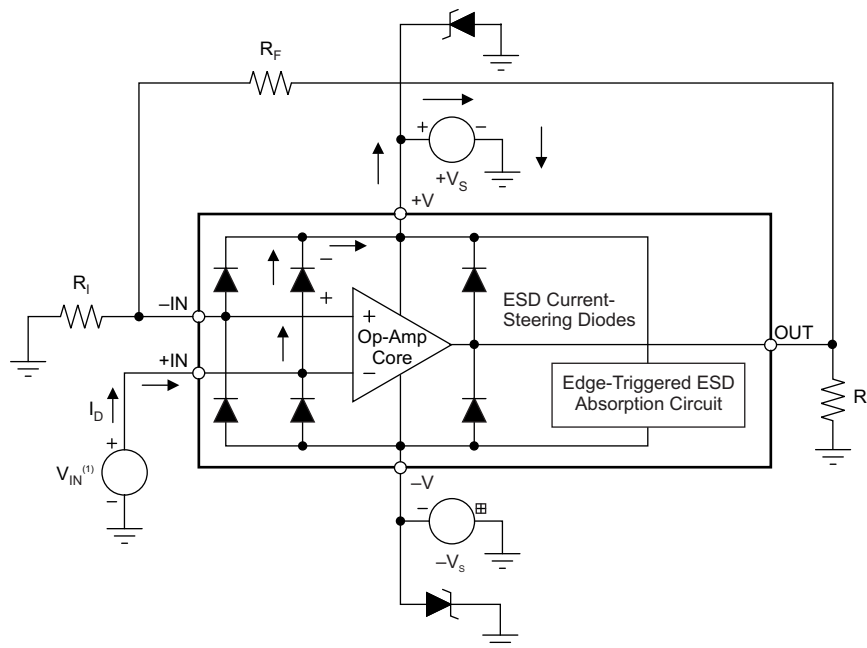 R_F
+ −
+V_S
+V
R_I
−IN
−
+
ESD Current-
Steering Diodes
+
Op-Amp
Core
−
OUT
+IN
Edge-Triggered ESD
Absorption Circuit
R
I_D
+
V_IN^(1)
−
−V
−
−V_s